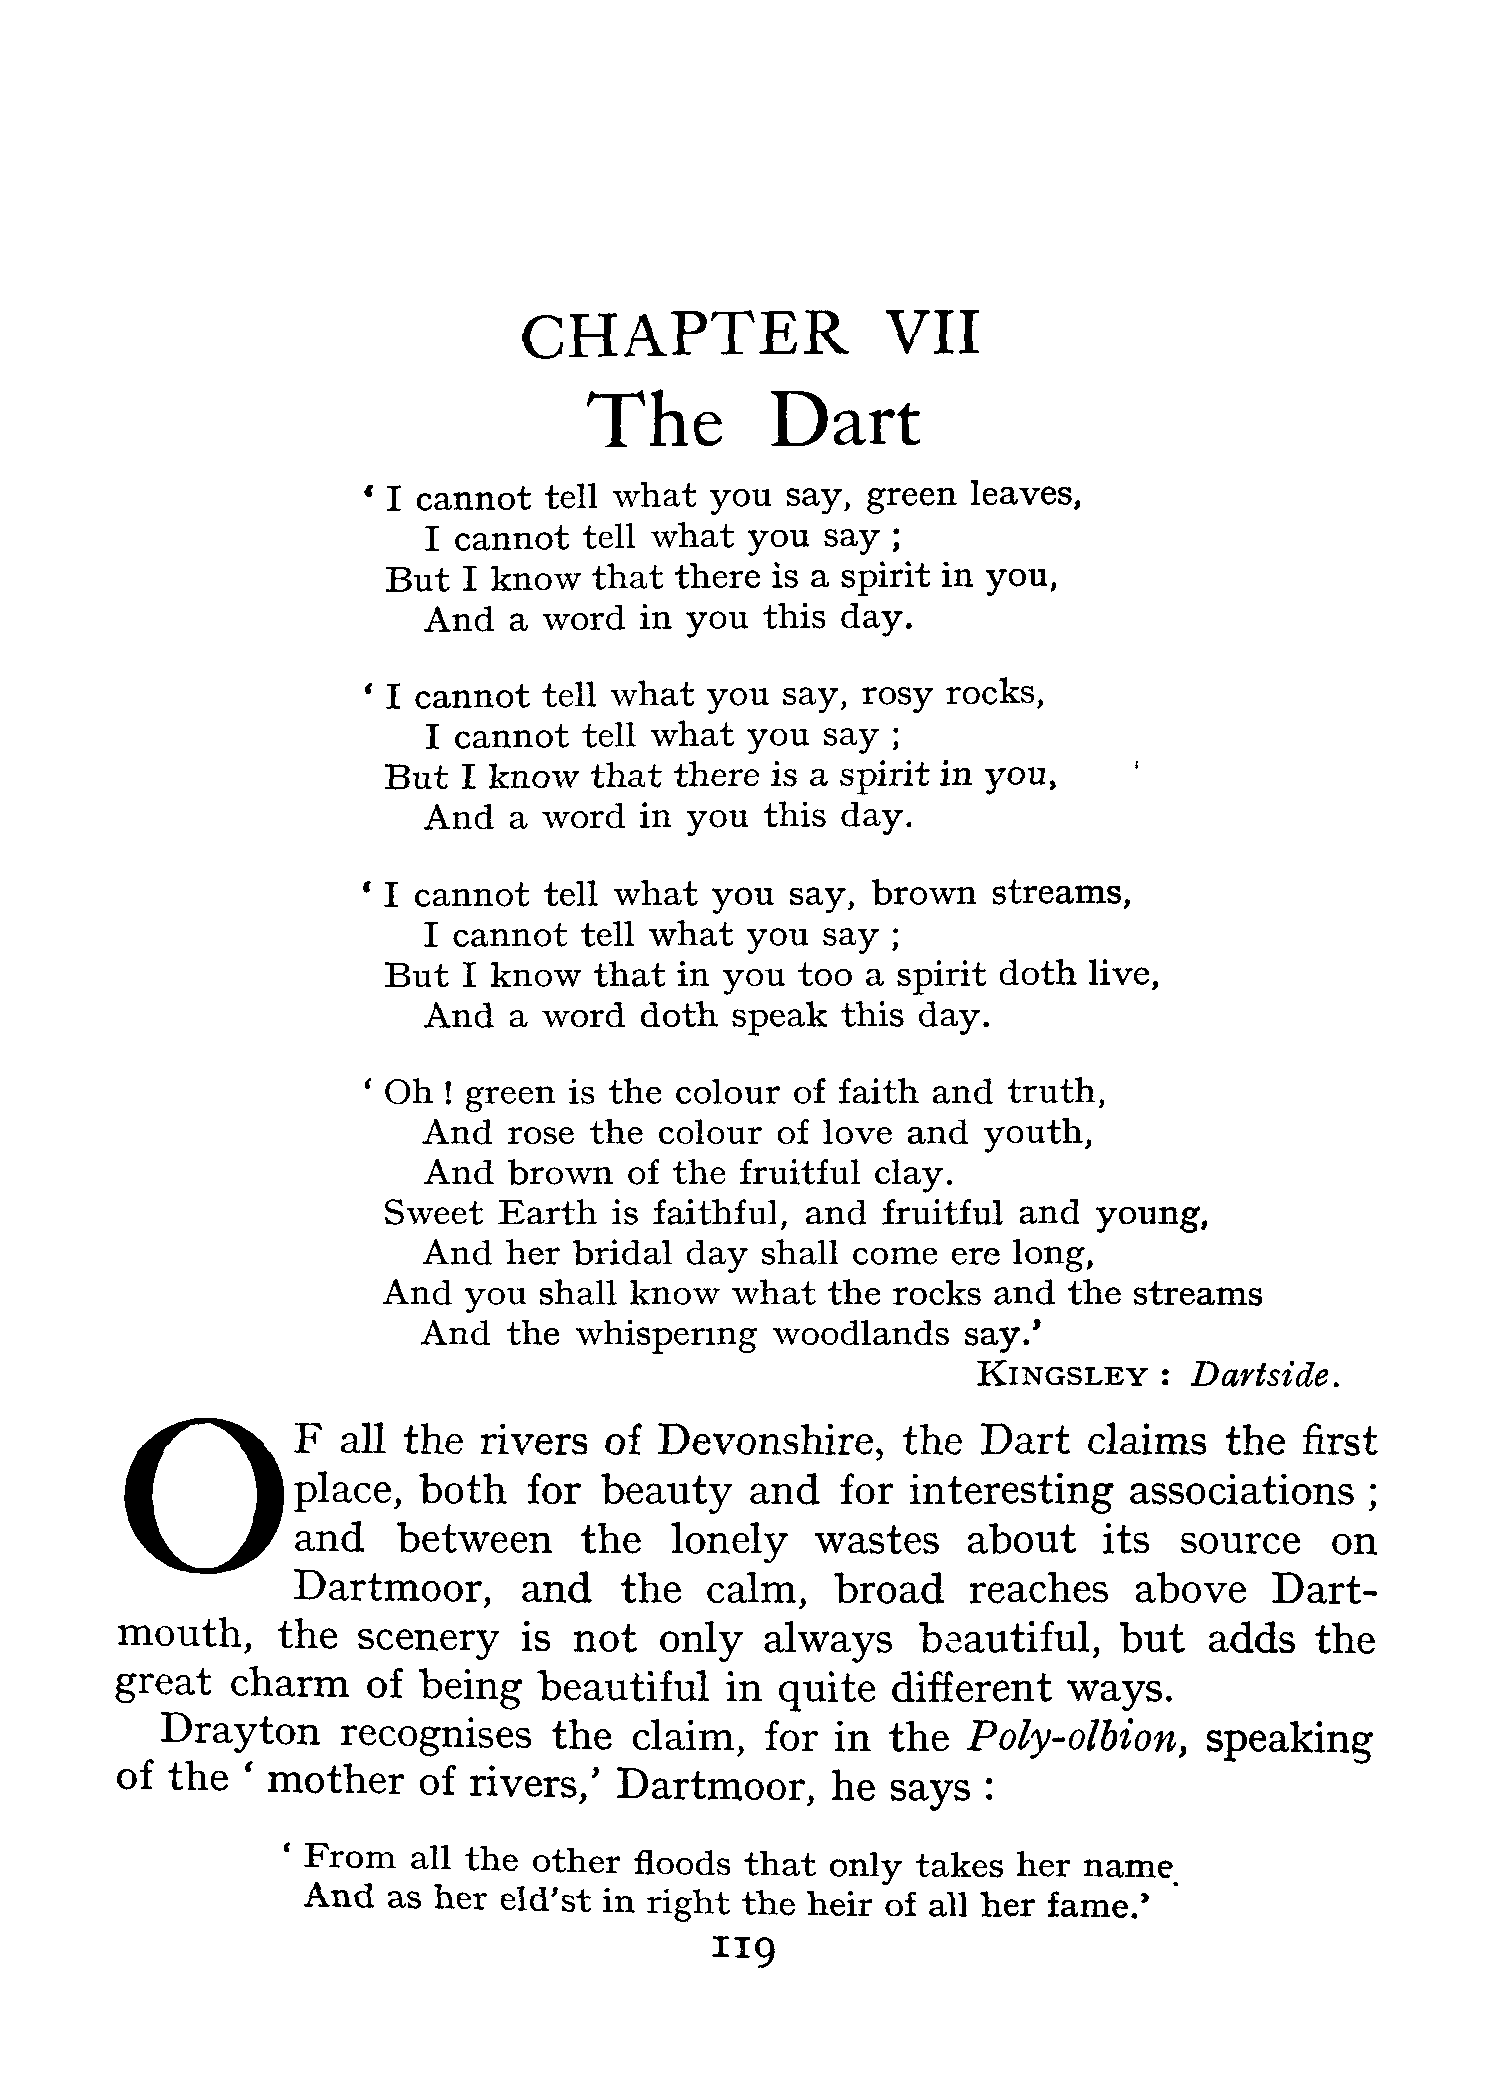 CHAPTER VII
The Dart
‘ I cannot tell what you say, green leaves,
I cannot tell what you say ;
But I know that there is a spirit in you,
And a word in you this day.
‘ I cannot tell what you say, rosy rocks,
I cannot tell what you say ;
But I know that there is a spirit in you,
And a word in you this day.
‘ I cannot tell what you say, brown streams,
I cannot tell what you say ;
But I know that in you too a spirit doth live,
And a word doth speak this day.
‘ Oh ! green is the colour of faith and truth,
And rose the colour of love and youth,
And brown of the fruitful clay.
Sweet Earth is faithful, and fruitful and young,
And her bridal day shall come ere long,
And you shall know what the rocks and the streams
And the whispering woodlands say.’
KINGSLEY : Dartside.
OF all the rivers of Devonshire, the Dart claims the first
place, both for beauty and for interesting associations ;
and between the lonely wastes about its source on
Dartmoor, and the calm, broad reaches above Dart-
mouth, the scenery is not only always beautiful, but adds the
great charm of being beautiful in quite different ways.
Drayton recognises the claim, for in the Poly-olbion, speaking
of the ‘ mother of rivers,’ Dartmoor, he says :
‘ From all the other floods that only takes her name.
And as her eld’st in right the heir of all her fame.’
119